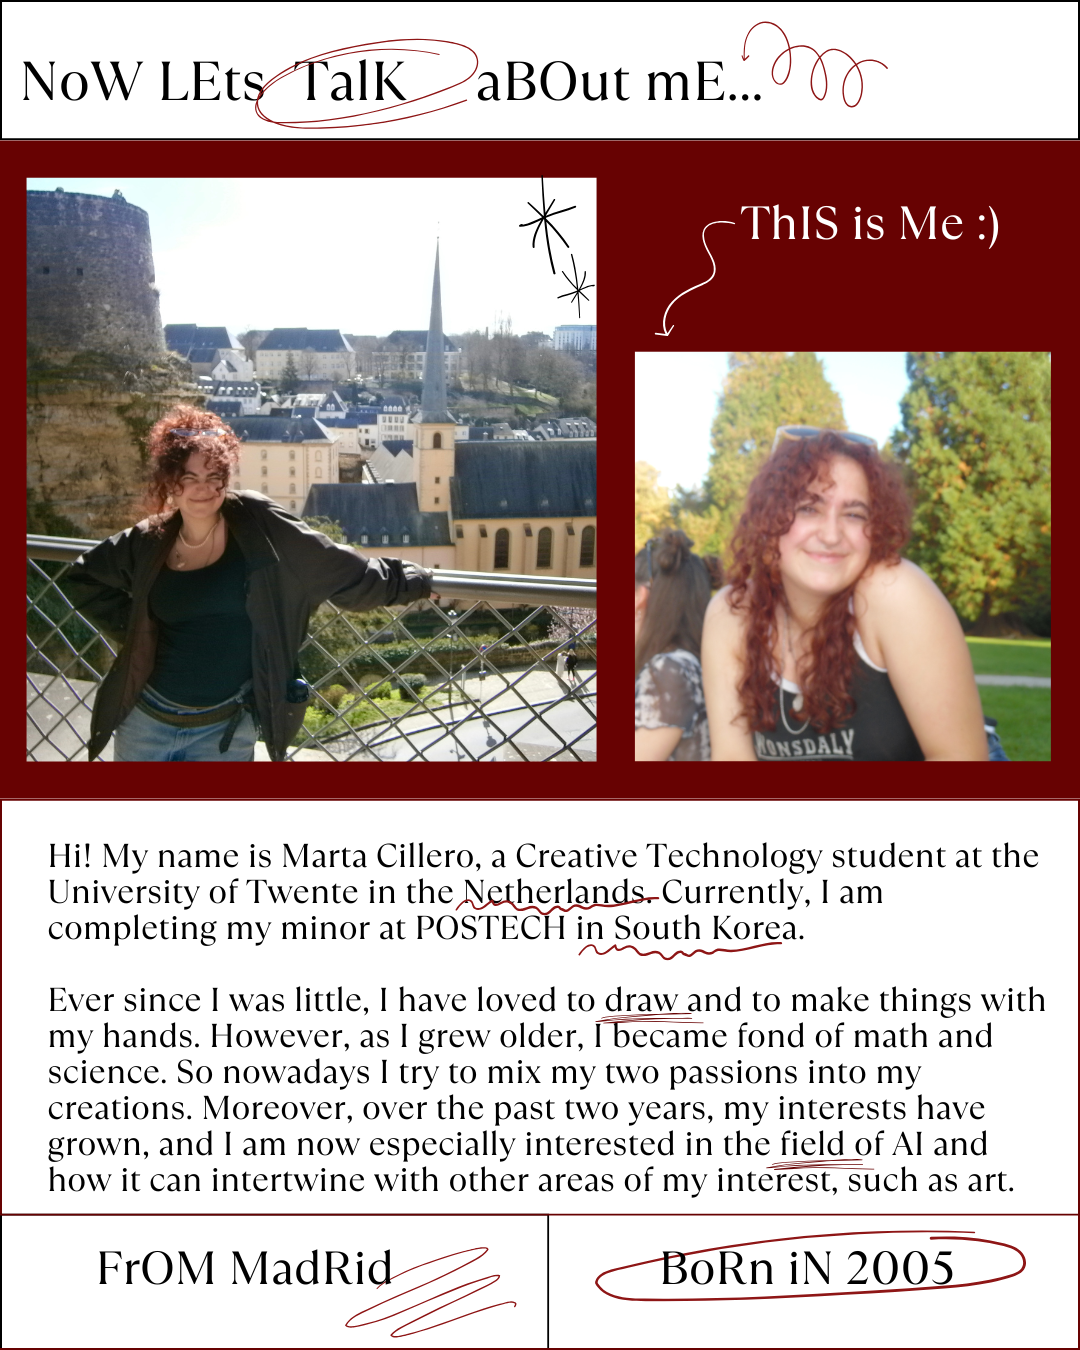 NoW LEts TalK aBOut mE...
ThIS is Me :)
MONSDALY
Hi! My name is Marta Cillero, a Creative Technology student at the
University of Twente in the Netherlands. Currently, I am
completing my minor at POSTECH in South Korea.
Ever since I was little, I have loved to draw and to make things with
my hands. However, as I grew older, I became fond of math and
science. So nowadays I try to mix my two passions into my
creations. Moreover, over the past two years, my interests have
grown, and I am now especially interested in the field of AI and
how it can intertwine with other areas of my interest, such as art.
FrOM MadRid
BoRn iN 2005